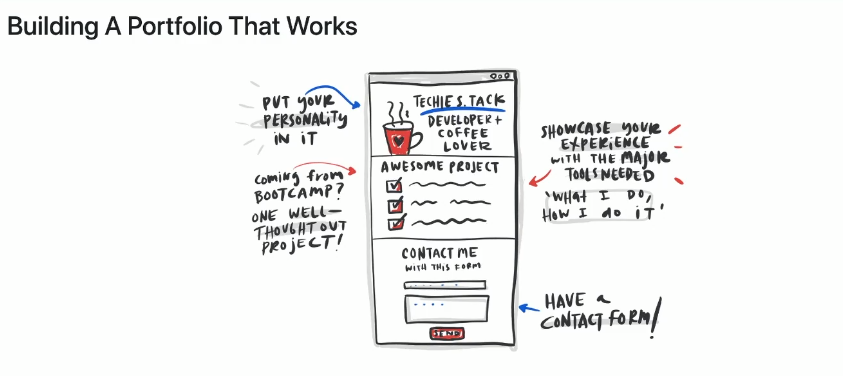 Building A Portfolio That Works
PUT YOUR
PERSONALITY
IN IT
TECHIE S. TACK
DEVELOPER +
COFFEE
LOVER
SHOWCASE YOUR
EXPERIENCE
WITH THE MAJOR
TOOLS NEEDED
'WHAT I DO,
HOW I do iT'
coming from
BOOTCAMP?
ONE WELL-
THOUGHT OUT
PROJECT!
AWESOME PROJECT
CONTACT ME
WITH THIS FORM
SEND
HAVE a
CONTACT FORM!